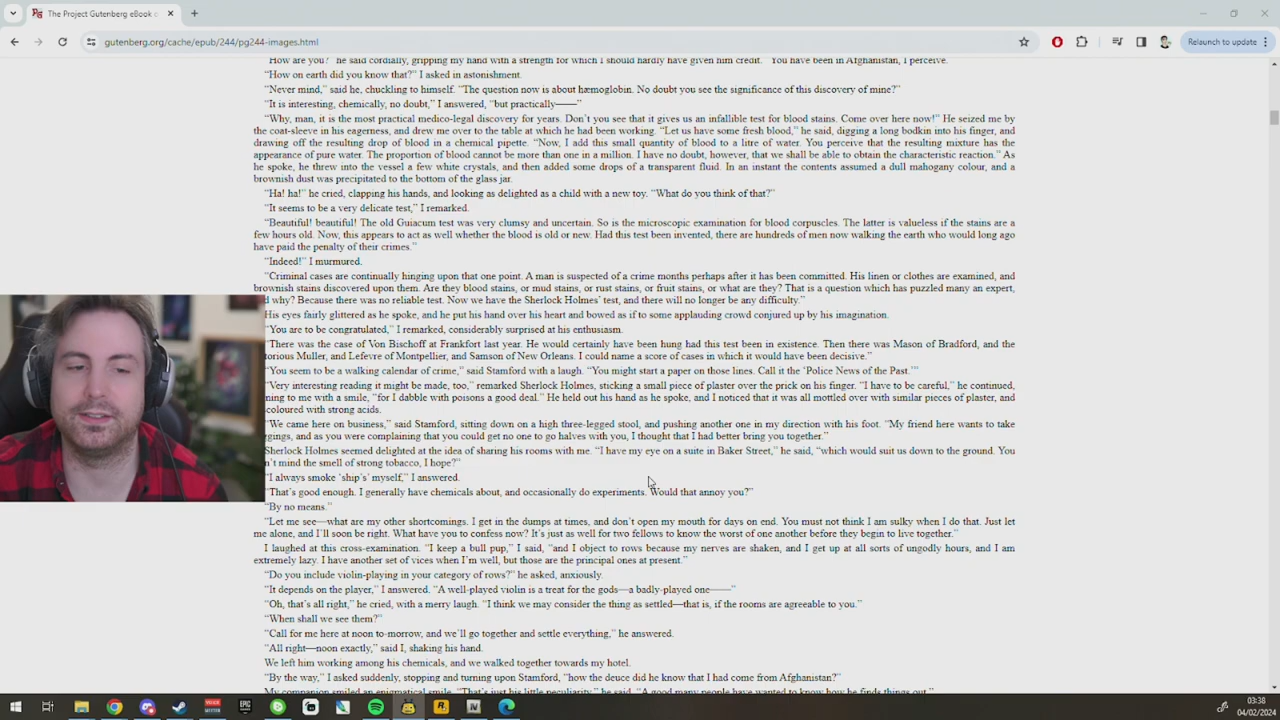 The Project Gutenberg eBook o
gutenberg.org/cache/epub/244/pg244-images.html
Relaunch to update
How are you?” he said cordially, gripping my hand with a strength for which I should hardly have given him credit. “You have been in Afghanistan, I perceive.”
“How on earth did you know that?” I asked in astonishment.
“Never mind,” said he, chuckling to himself. “The question now is about hæmoglobin. No doubt you see the significance of this discovery of mine?”
“It is interesting, chemically, no doubt,” I answered, “but practically——”
“Why, man, it is the most practical medico-legal discovery for years. Don’t you see that it gives us an infallible test for blood stains. Come over here now!” He seized me by
the coat-sleeve in his eagerness, and drew me over to the table at which he had been working. “Let us have some fresh blood,” he said, digging a long bodkin into his finger, and
drawing off the resulting drop of blood in a chemical pipette. “Now, I add this small quantity of blood to a litre of water. You perceive that the resulting mixture has the
appearance of pure water. The proportion of blood cannot be more than one in a million. I have no doubt, however, that we shall be able to obtain the characteristic reaction.” As
he spoke, he threw into the vessel a few white crystals, and then added some drops of a transparent fluid. In an instant the contents assumed a dull mahogany colour, and a
brownish dust was precipitated to the bottom of the glass jar.
“Ha! ha!” he cried, clapping his hands, and looking as delighted as a child with a new toy. “What do you think of that?”
“It seems to be a very delicate test,” I remarked.
“Beautiful! beautiful! The old Guiacum test was very clumsy and uncertain. So is the microscopic examination for blood corpuscles. The latter is valueless if the stains are a
few hours old. Now, this appears to act as well whether the blood is old or new. Had this test been invented, there are hundreds of men now walking the earth who would long ago
have paid the penalty of their crimes.”
“Indeed!” I murmured.
“Criminal cases are continually hinging upon that one point. A man is suspected of a crime months perhaps after it has been committed. His linen or clothes are examined, and
brownish stains discovered upon them. Are they blood stains, or mud stains, or rust stains, or fruit stains, or what are they? That is a question which has puzzled many an expert,
d why? Because there was no reliable test. Now we have the Sherlock Holmes’ test, and there will no longer be any difficulty.”
His eyes fairly glittered as he spoke, and he put his hand over his heart and bowed as if to some applauding crowd conjured up by his imagination.
“You are to be congratulated,” I remarked, considerably surprised at his enthusiasm.
“There was the case of Von Bischoff at Frankfort last year. He would certainly have been hung had this test been in existence. Then there was Mason of Bradford, and the
torious Muller, and Lefevre of Montpellier, and Samson of New Orleans. I could name a score of cases in which it would have been decisive.”
“You seem to be a walking calendar of crime,” said Stamford with a laugh. “You might start a paper on those lines. Call it the ‘Police News of the Past.’”
“Very interesting reading it might be made, too,” remarked Sherlock Holmes, sticking a small piece of plaster over the prick on his finger. “I have to be careful,” he continued,
ning to me with a smile, “for I dabble with poisons a good deal.” He held out his hand as he spoke, and I noticed that it was all mottled over with similar pieces of plaster, and
coloured with strong acids.
“We came here on business,” said Stamford, sitting down on a high three-legged stool, and pushing another one in my direction with his foot. “My friend here wants to take
gings, and as you were complaining that you could get no one to go halves with you, I thought that I had better bring you together.”
Sherlock Holmes seemed delighted at the idea of sharing his rooms with me. “I have my eye on a suite in Baker Street,” he said, “which would suit us down to the ground. You
n’t mind the smell of strong tobacco, I hope?”
“I always smoke ‘ship’s’ myself,” I answered.
“That’s good enough. I generally have chemicals about, and occasionally do experiments. Would that annoy you?”
“By no means.”
“Let me see—what are my other shortcomings. I get in the dumps at times, and don’t open my mouth for days on end. You must not think I am sulky when I do that. Just let
me alone, and I’ll soon be right. What have you to confess now? It’s just as well for two fellows to know the worst of one another before they begin to live together.”
I laughed at this cross-examination. “I keep a bull pup,” I said, “and I object to rows because my nerves are shaken, and I get up at all sorts of ungodly hours, and I am
extremely lazy. I have another set of vices when I’m well, but those are the principal ones at present.”
“Do you include violin-playing in your category of rows?” he asked, anxiously.
“It depends on the player,” I answered. “A well-played violin is a treat for the gods—a badly-played one——”
“Oh, that’s all right,” he cried, with a merry laugh. “I think we may consider the thing as settled—that is, if the rooms are agreeable to you.”
“When shall we see them?”
“Call for me here at noon to-morrow, and we’ll go together and settle everything,” he answered.
“All right—noon exactly,” said I, shaking his hand.
We left him working among his chemicals, and we walked together towards my hotel.
“By the way,” I asked suddenly, stopping and turning upon Stamford, “how the deuce did he know that I had come from Afghanistan?”
My companion smiled an enigmatical smile. “That’s just his little peculiarity,” he said. “A good many people have wanted to know how he finds things out.”
03:38
04/02/2024